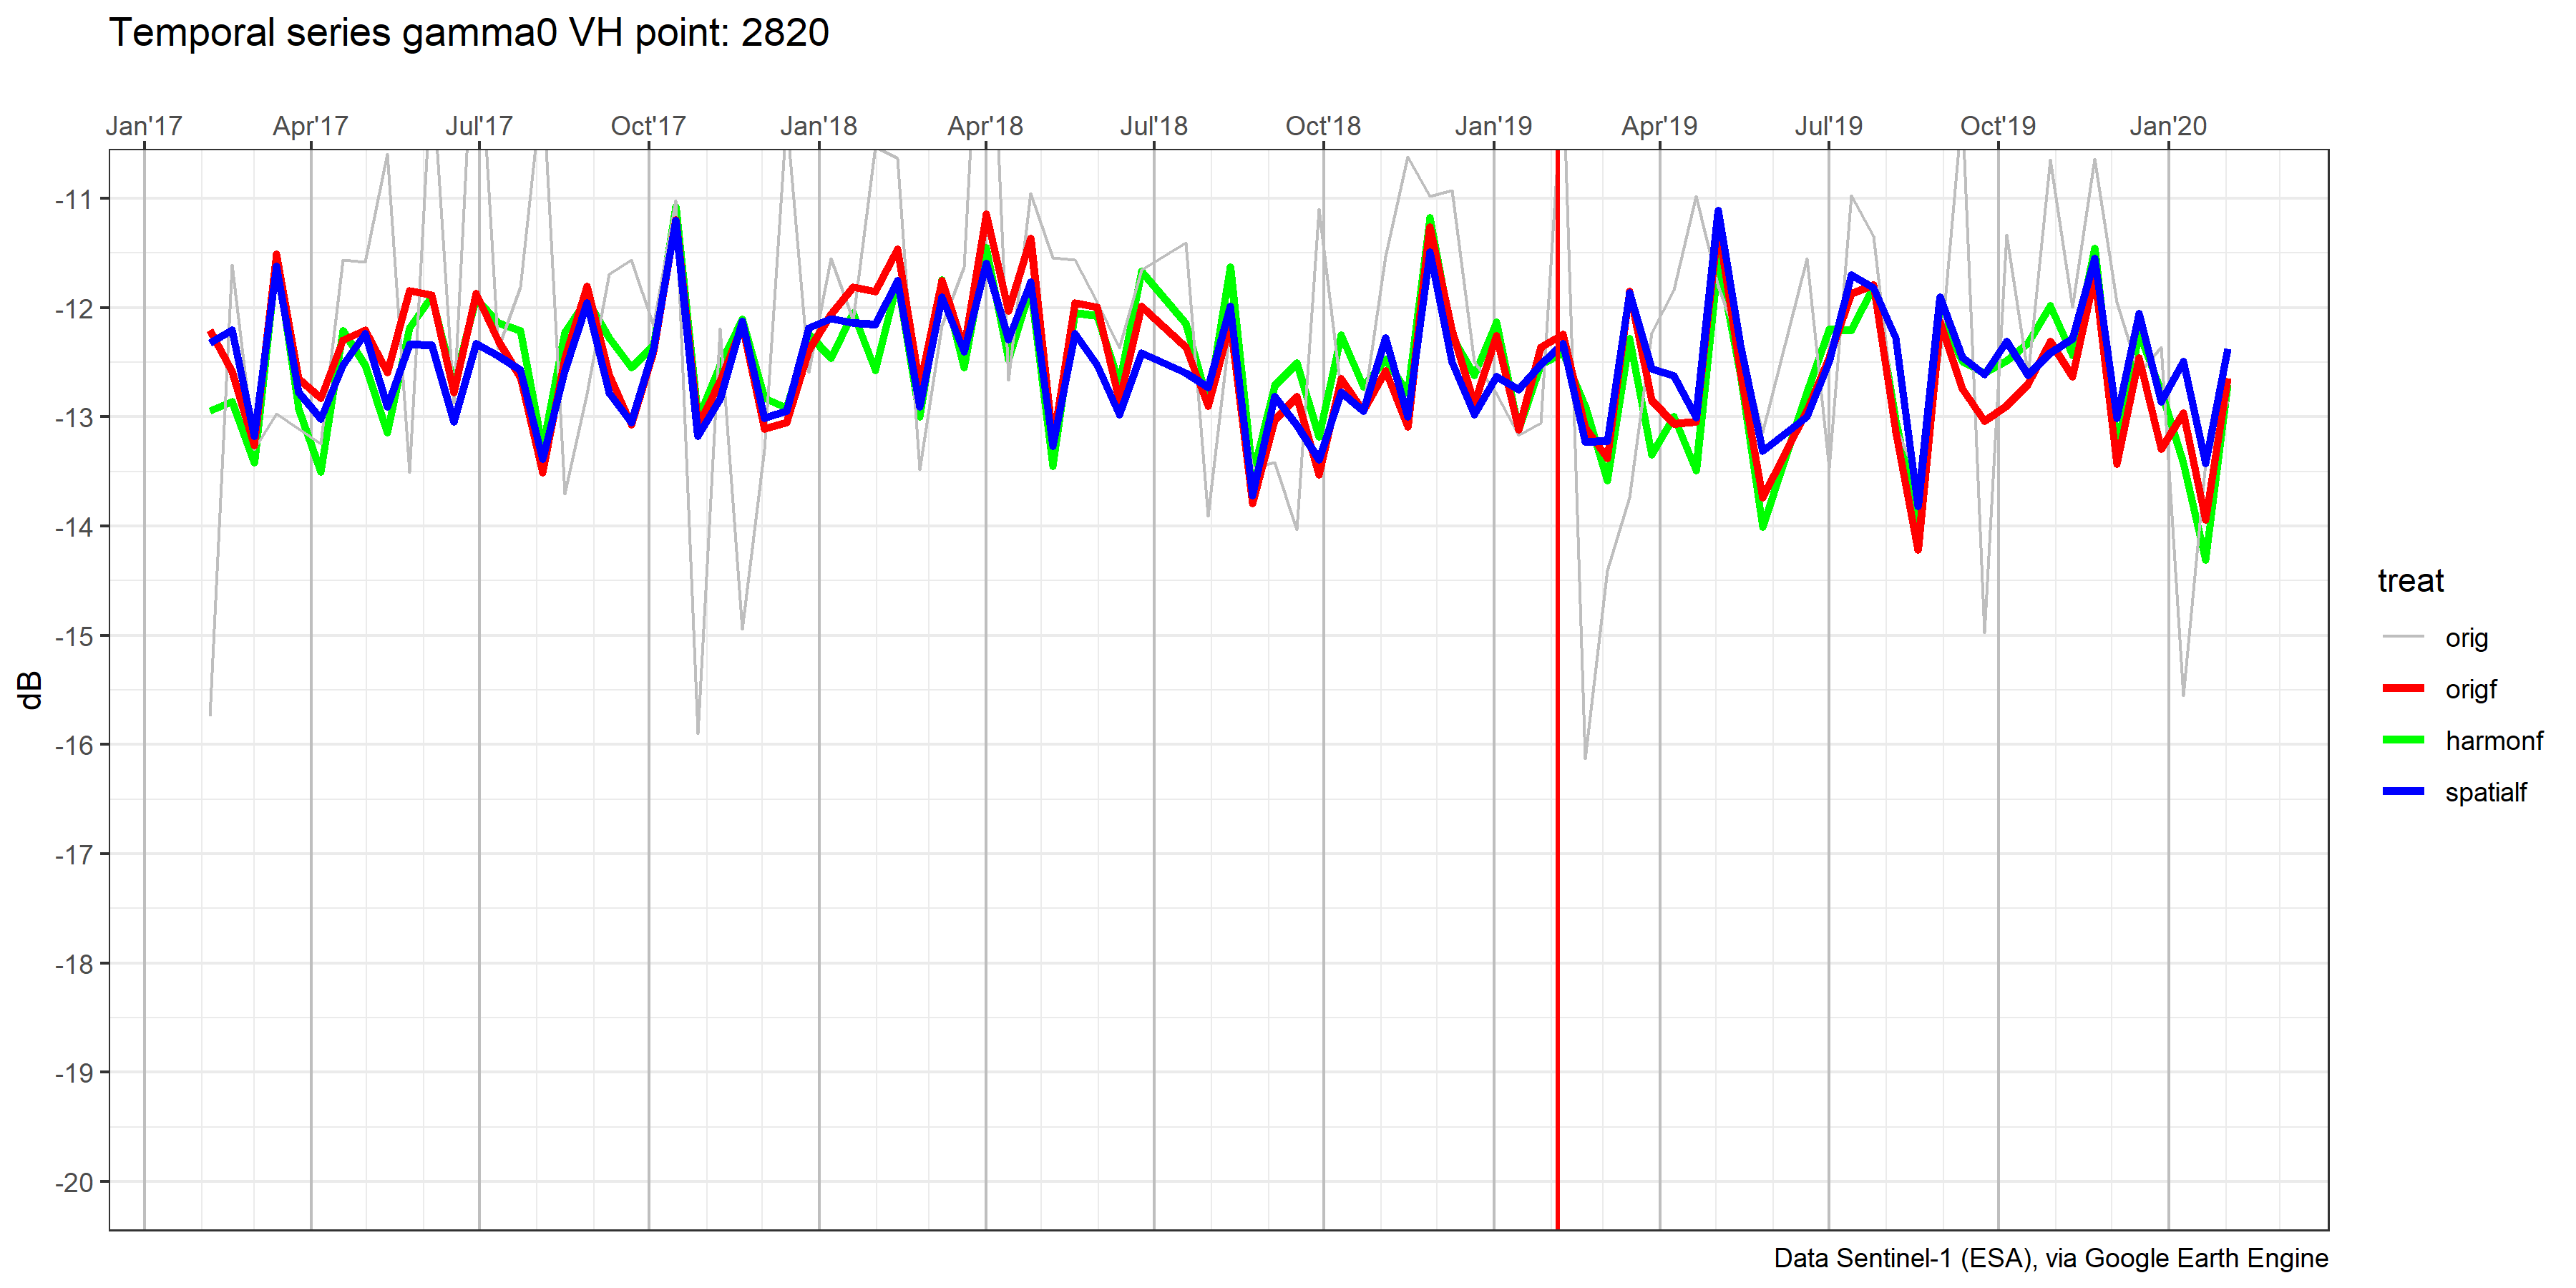 Temporal series gamma0 VH point: 2820
Jan'17 Apr'17 Jul'17 Oct'17 Jan'18 Apr'18 Jul'18 Oct'18 Jan'19 Apr'19 Jul'19 Oct'19 Jan'20
-11
-12
-13
-14
-15
-16
-17
-18
-19
-20
dB
treat
orig
origf
harmonf
spatialf
Data Sentinel-1 (ESA), via Google Earth Engine